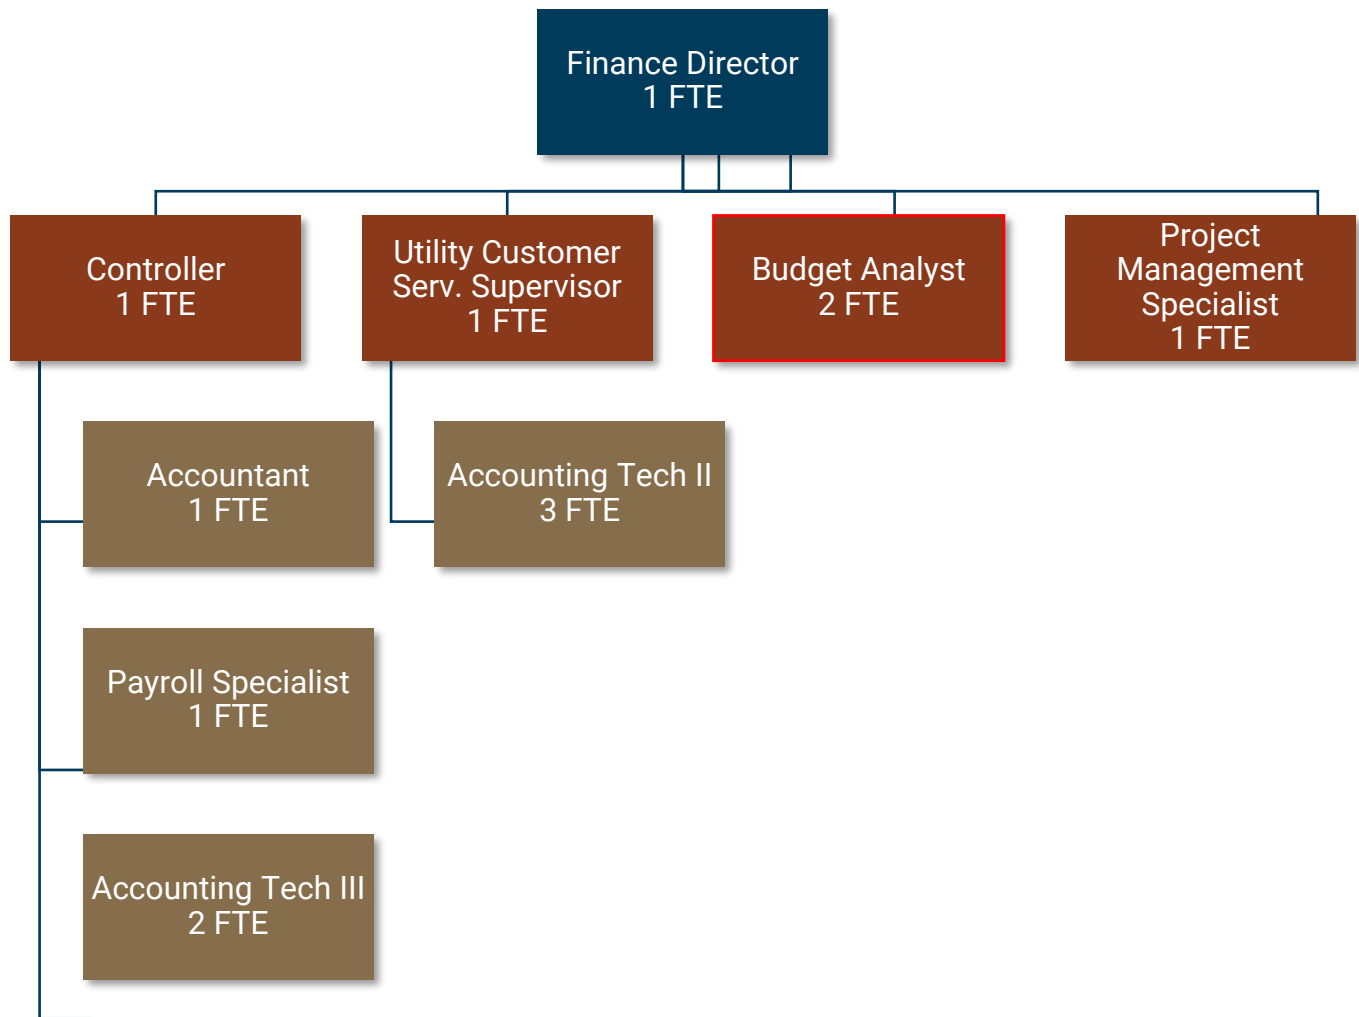 Finance Director
1 FTE
Controller
1 FTE
Utility Customer
Serv. Supervisor
1 FTE
Budget Analyst
2 FTE
Project
Management
Specialist
1 FTE
Accountant
1 FTE
Accounting Tech II
3 FTE
Payroll Specialist
1 FTE
Accounting Tech III
2 FTE